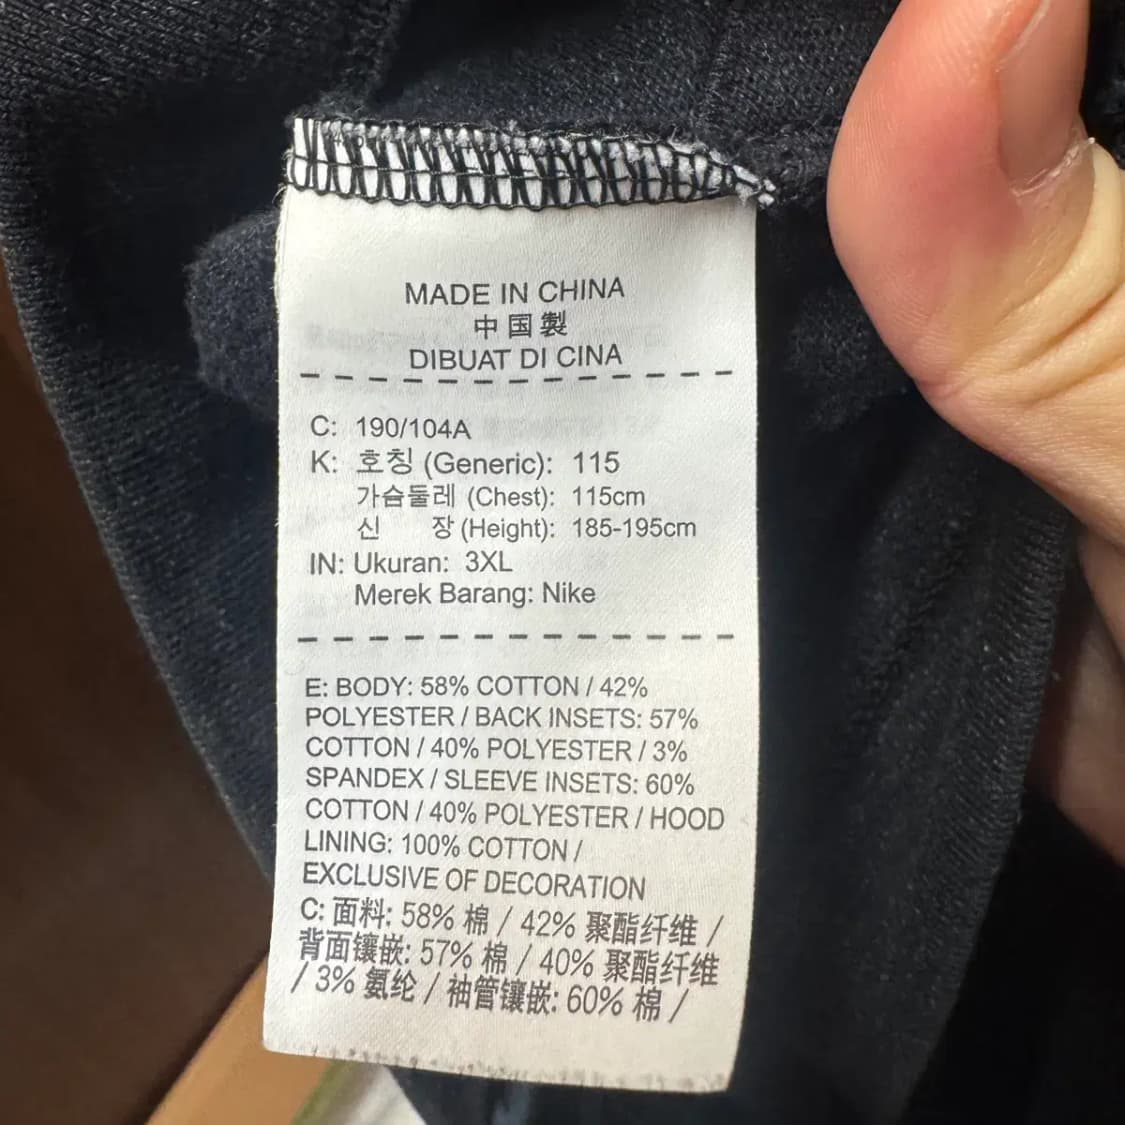 MADE IN CHINA
中国製
DIBUAT DI CINA
C: 190/104A
K: 호칭 (Generic): 115
가슴둘레 (Chest): 115cm
신 장 (Height): 185-195cm
IN: Ukuran: 3XL
Merek Barang: Nike
E: BODY: 58% COTTON / 42%
POLYESTER / BACK INSETS: 57%
COTTON / 40% POLYESTER / 3%
SPANDEX / SLEEVE INSETS: 60%
COTTON / 40% POLYESTER / HOOD
LINING: 100% COTTON /
EXCLUSIVE OF DECORATION
C: 面料: 58% 棉 / 42% 聚酯纤维 /
背面镶嵌: 57% 棉 / 40% 聚酯纤维
/ 3% 氨纶 / 袖管镶嵌: 60% 棉 /